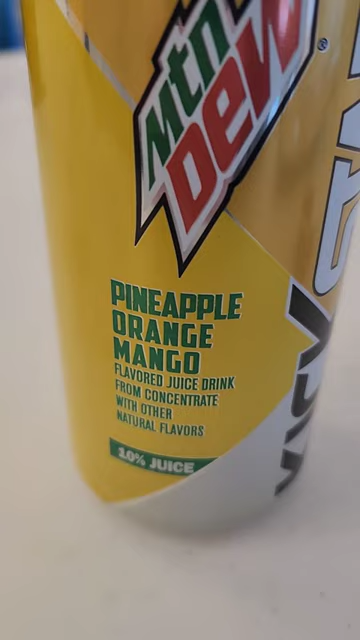 Mtn
Dew®
PINEAPPLE
ORANGE
MANGO
FLAVORED JUICE DRINK
FROM CONCENTRATE
WITH OTHER
NATURAL FLAVORS
10% JUICE